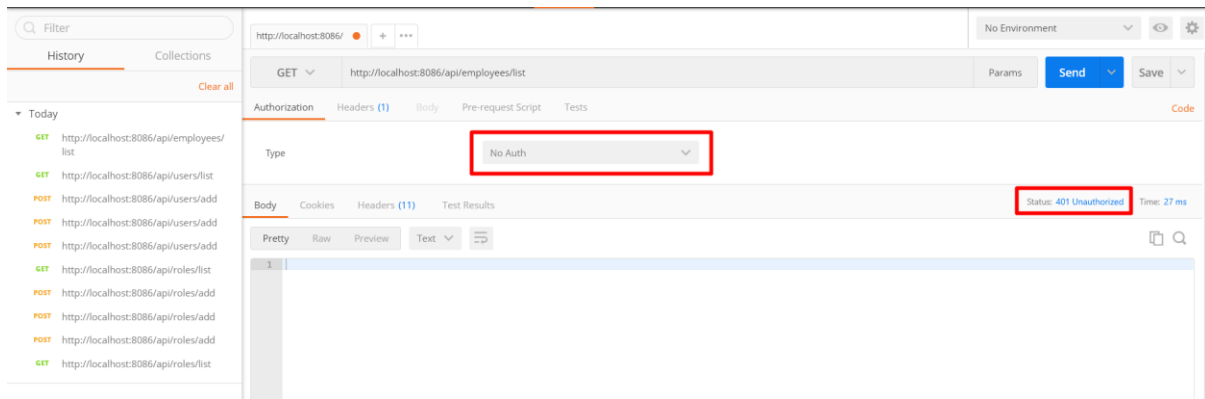 Filter
History Collections
Clear all
Today
GET http://localhost:8086/api/employees/
list
GET http://localhost:8086/api/users/list
POST http://localhost:8086/api/users/add
POST http://localhost:8086/api/users/add
POST http://localhost:8086/api/users/add
GET http://localhost:8086/api/roles/list
POST http://localhost:8086/api/roles/add
POST http://localhost:8086/api/roles/add
POST http://localhost:8086/api/roles/add
GET http://localhost:8086/api/roles/list
http://localhost:8086/ + •••
No Environment
GET http://localhost:8086/api/employees/list Params Send Save
Authorization Headers (1) Body Pre-request Script Tests Code
Type No Auth
Body Cookies Headers (11) Test Results Status: 401 Unauthorized Time: 27 ms
Pretty Raw Preview Text
1